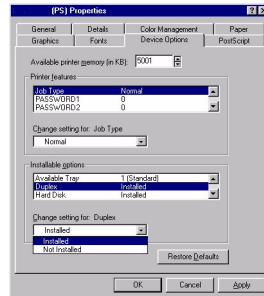 (PS) Properties
General Details Color Management Paper
Graphics Fonts Device Options PostScript
Available printer memory (in KB): 5001
Printer features
Job Type Normal
PASSWORD1 0
PASSWORD2 0
Change setting for: Job Type
Normal
Installable options
Available Tray 1 (Standard)
Duplex Installed
Hard Disk Installed
Change setting for: Duplex
Installed
Installed
Not Installed
Restore Defaults
OK Cancel Apply